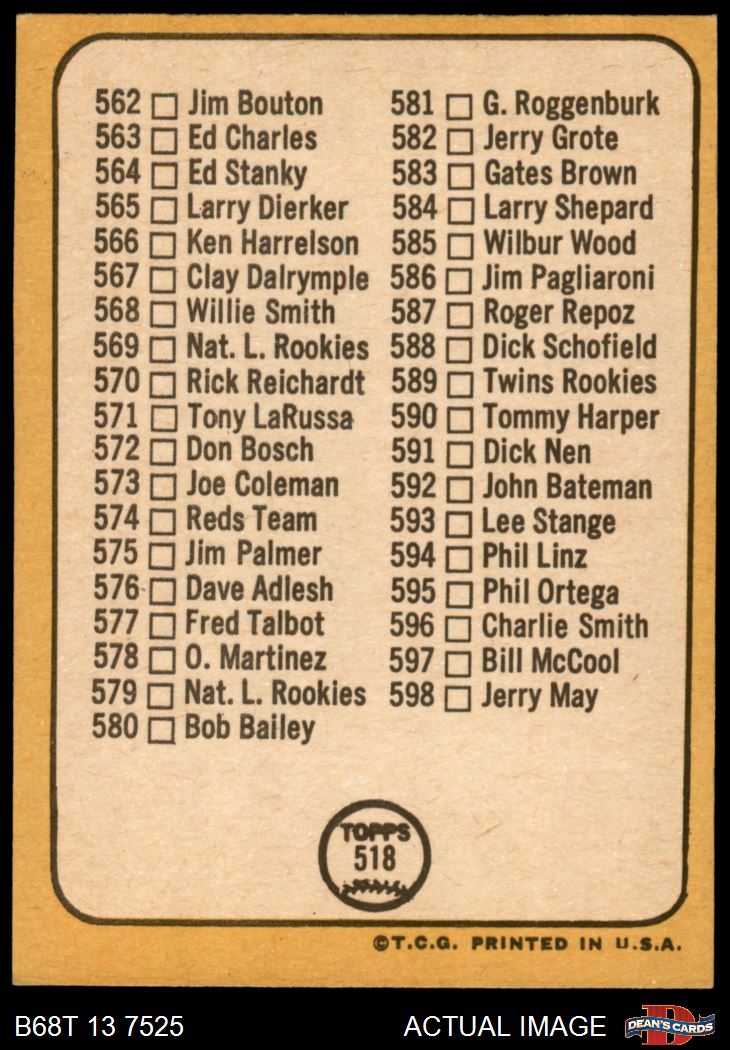 562 Jim Bouton
563 Ed Charles
564 Ed Stanky
565 Larry Dierker
566 Ken Harrelson
567 Clay Dalrymple
568 Willie Smith
569 Nat. L. Rookies
570 Rick Reichardt
571 Tony LaRussa
572 Don Bosch
573 Joe Coleman
574 Reds Team
575 Jim Palmer
576 Dave Adlesh
577 Fred Talbot
578 O. Martinez
579 Nat. L. Rookies
580 Bob Bailey
581 G. Roggenburk
582 Jerry Grote
583 Gates Brown
584 Larry Shepard
585 Wilbur Wood
586 Jim Pagliaroni
587 Roger Repoz
588 Dick Schofield
589 Twins Rookies
590 Tommy Harper
591 Dick Nen
592 John Bateman
593 Lee Stange
594 Phil Linz
595 Phil Ortega
596 Charlie Smith
597 Bill McCool
598 Jerry May
TOPPS
518
©T.C.G. PRINTED IN U.S.A.
B68T 13 7525 ACTUAL IMAGE
D
DEAN'S CARDS